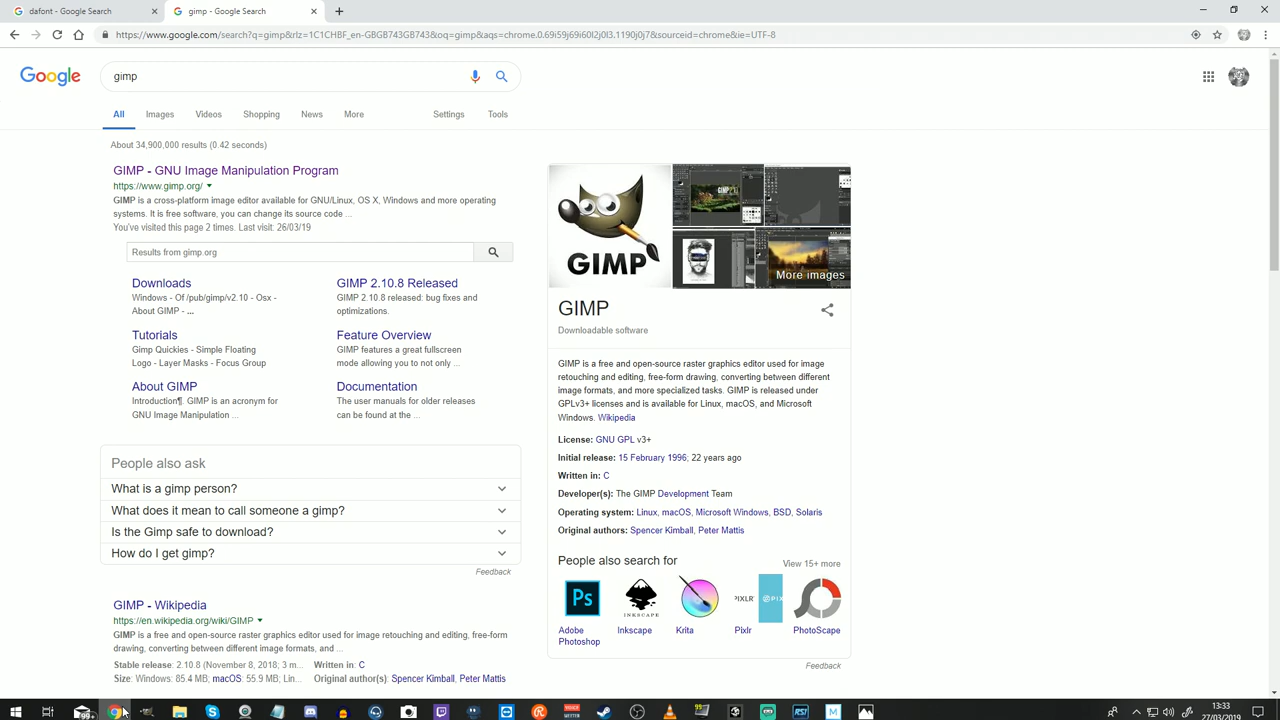 dafont - Google Search
gimp - Google Search
https://www.google.com/search?q=gimp&rlz=1C1CHBF_en-GBGB743GB743&oq=gimp&aqs=chrome.0.69i59j69i60l2j0l3.1190j0j7&sourceid=chrome&ie=UTF-8
Google
gimp
All Images Videos Shopping News More Settings Tools
About 34,900,000 results (0.42 seconds)
GIMP - GNU Image Manipulation Program
https://www.gimp.org/
GIMP is a cross-platform image editor available for GNU/Linux, OS X, Windows and more operating
systems. It is free software, you can change its source code ...
You've visited this page 2 times. Last visit: 26/03/19
Results from gimp.org
Downloads
Windows - Of /pub/gimp/v2.10 - Osx -
About GIMP - ...
GIMP 2.10.8 Released
GIMP 2.10.8 released: bug fixes and
optimizations.
Tutorials
Gimp Quickies - Simple Floating
Logo - Layer Masks - Focus Group
Feature Overview
GIMP features a great fullscreen
mode allowing you to not only ...
About GIMP
Introduction¶. GIMP is an acronym for
GNU Image Manipulation ...
Documentation
The user manuals for older releases
can be found at the ...
People also ask
What is a gimp person?
What does it mean to call someone a gimp?
Is the Gimp safe to download?
How do I get gimp?
Feedback
GIMP - Wikipedia
https://en.wikipedia.org/wiki/GIMP
GIMP is a free and open-source raster graphics editor used for image retouching and editing, free-form
drawing, converting between different image formats, and ...
Stable release: 2.10.8 (November 8, 2018; 3 m... Written in: C
Size: Windows: 85.4 MB; macOS: 55.9 MB; Lin... Original author(s): Spencer Kimball, Peter Mattis
GIMP
More images
GIMP
Downloadable software
GIMP is a free and open-source raster graphics editor used for image
retouching and editing, free-form drawing, converting between different
image formats, and more specialized tasks. GIMP is released under
GPLv3+ licenses and is available for Linux, macOS, and Microsoft
Windows. Wikipedia
License: GNU GPL v3+
Initial release: 15 February 1996; 22 years ago
Written in: C
Developer(s): The GIMP Development Team
Operating system: Linux, macOS, Microsoft Windows, BSD, Solaris
Original authors: Spencer Kimball, Peter Mattis
People also search for
View 15+ more
Ps
INKSCAPE
PIXLR
Adobe
Photoshop
Inkscape
Krita
Pixlr
PhotoScape
Feedback
13:33
27/03/2019